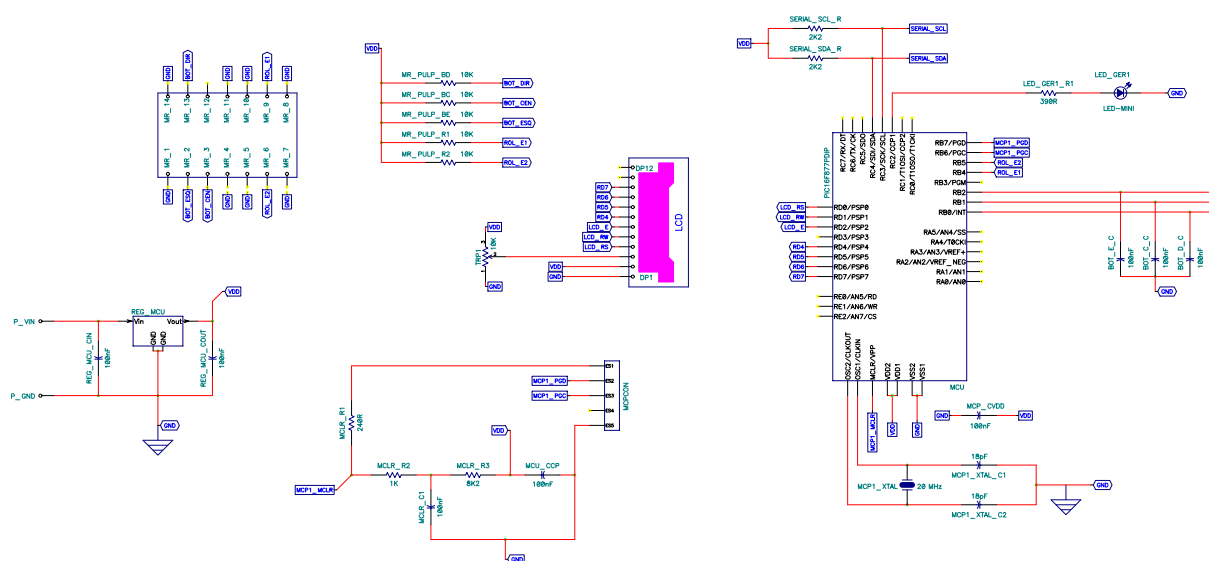 SERIAL_SCL_R
2K2
SERIAL_SCL
VDD
SERIAL_SDA_R
2K2
SERIAL_SDA
LED_GER1_R1
390R
LED_GER1
LED-MINI
GND
GND
BOT_DIR
GND
GND
ROL_E1
GND
MR_14
MR_13
MR_12
MR_11
MR_10
MR_9
MR_8
MR_1
MR_2
MR_3
MR_4
MR_5
MR_6
MR_7
GND
BOT_ESQ
BOT_CEN
GND
GND
ROL_E2
GND
VDD
MR_PULP_BD 10K
BOT_DIR
MR_PULP_BC 10K
BOT_CEN
MR_PULP_BE 10K
BOT_ESQ
MR_PULP_R1 10K
ROL_E1
MR_PULP_R2 10K
ROL_E2
DP12
RD7
RD6
RD5
RD4
LCD_E
LCD_RW
LCD_RS
VDD
GND
DP1
LCD
VDD
TRP1
3
2
1
10K
GND
PIC16F877PDIP
RC7/RX/DT
RC6/TX/CK
RC5/SDO
RC4/SDI/SDA
RC3/SCK/SCL
RC2/CCP1
RC1/T1OSI/CCP2
RC0/T1OSO/T1CKI
RB7/PGD
MCP1_PGD
RB6/PGC
MCP1_PGC
RB5
ROL_E2
RB4
ROL_E1
RB3/PGM
RB2
RB1
RB0/INT
RA5/AN4/SS
RA4/T0CKI
RA3/AN3/VREF+
RA2/AN2/VREF_NEG
RA1/AN1
RA0/AN0
LCD_RS
RD0/PSP0
LCD_RW
RD1/PSP1
LCD_E
RD2/PSP2
RD3/PSP3
RD4
RD4/PSP4
RD5
RD5/PSP5
RD6
RD6/PSP6
RD7
RD7/PSP7
RE0/AN5/RD
RE1/AN6/WR
RE2/AN7/CS
OSC2/CLKOUT
OSC1/CLKIN
MCLR/VPP
VDD2
VDD1
VSS2
VSS1
MCU
BOT_E_C
100nF
BOT_C_C
100nF
BOT_D_C
100nF
GND
P_VIN
REG_MCU
Vin
Vout
GND
GND
VDD
REG_MCU_CIN
100nF
REG_MCU_COUT
100nF
P_GND
GND
MCP1_PGD
MCP1_PGC
ES1
ES2
ES3
ES4
ES5
MCPCON
MCLR_R1
240R
VDD
MCLR_R2
1K
MCLR_R3
8K2
MCU_CCP
100nF
MCP1_MCLR
MCLR_C1
100nF
GND
MCP1_MCLR
VDD
GND
GND
MCP_CVDD
100nF
VDD
18pF
MCP1_XTAL_C1
MCP1_XTAL
20 MHz
18pF
MCP1_XTAL_C2
GND